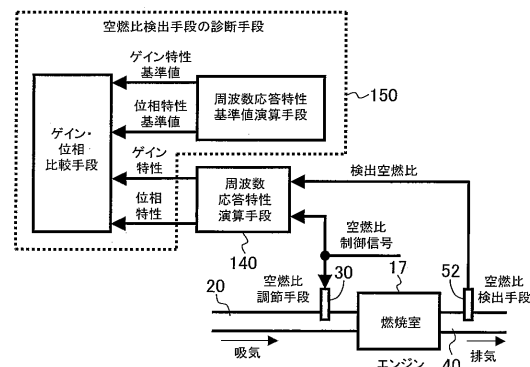 空燃比検出手段の診断手段
ゲイン特性
基準値
位相特性
基準値
周波数応答特性
基準値演算手段
150
ゲイン・
位相
比較手段
ゲイン
特性
位相
特性
周波数
応答特性
演算手段
140
検出空燃比
空燃比
制御信号
空燃比
調節手段
30
17
52
空燃比
検出手段
20
燃焼室
吸気
エンジン
40
排気